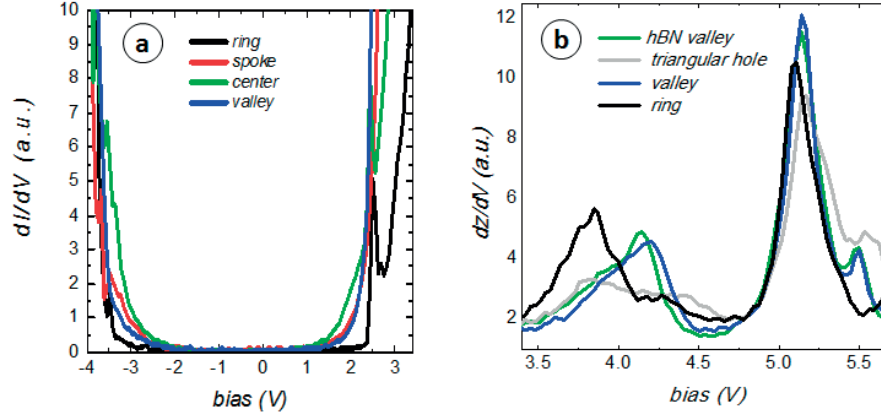 a
ring
spoke
center
valley
dI/dV (a.u.)
10
9
8
7
6
5
4
3
2
1
0
-4 -3 -2 -1 0 1 2 3
bias (V)
b
hBN valley
triangular hole
valley
ring
dz/dV (a.u.)
12
10
8
6
4
2
3.5 4.0 4.5 5.0 5.5
bias (V)